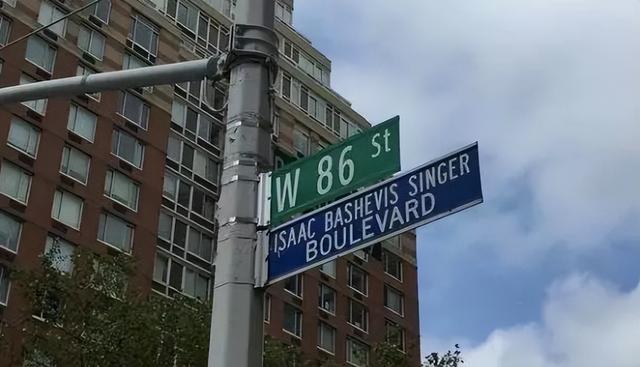 W 86 St
ISAAC BASHEVIS SINGER
BOULEVARD